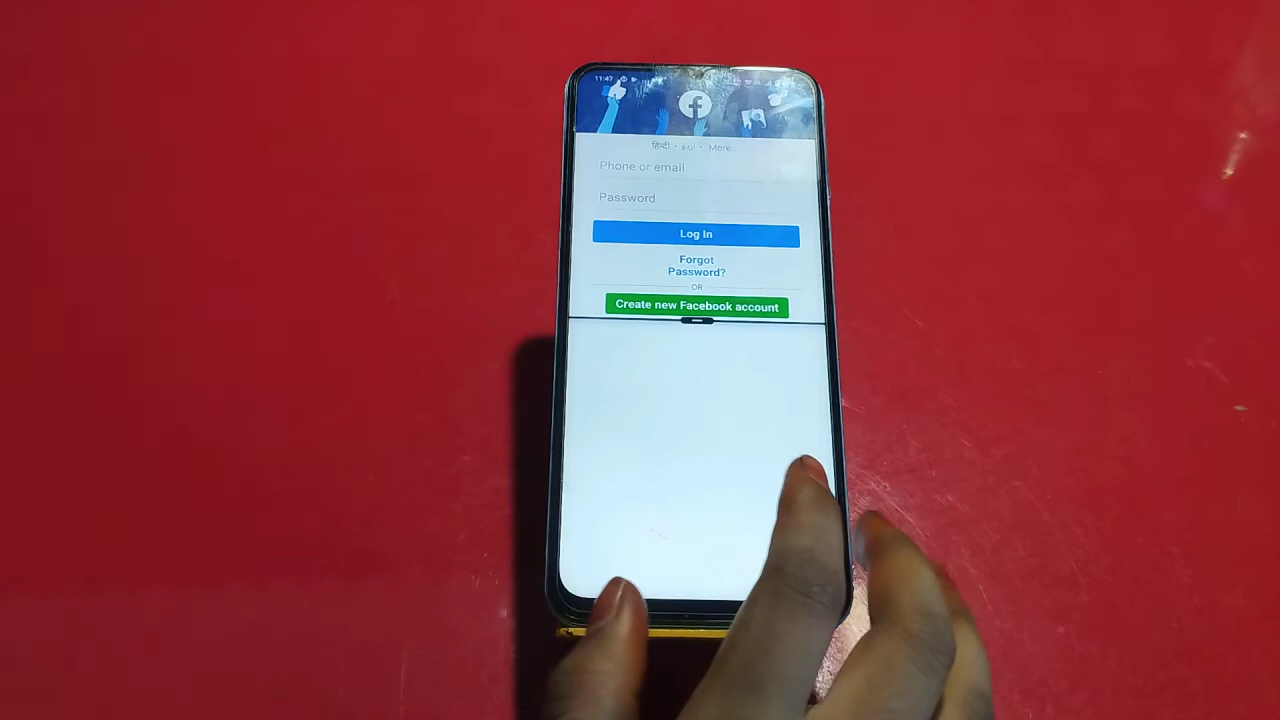 11:47
हिन्दी · اردو · More
Phone or email
Password
Log In
Forgot
Password?
OR
Create new Facebook account